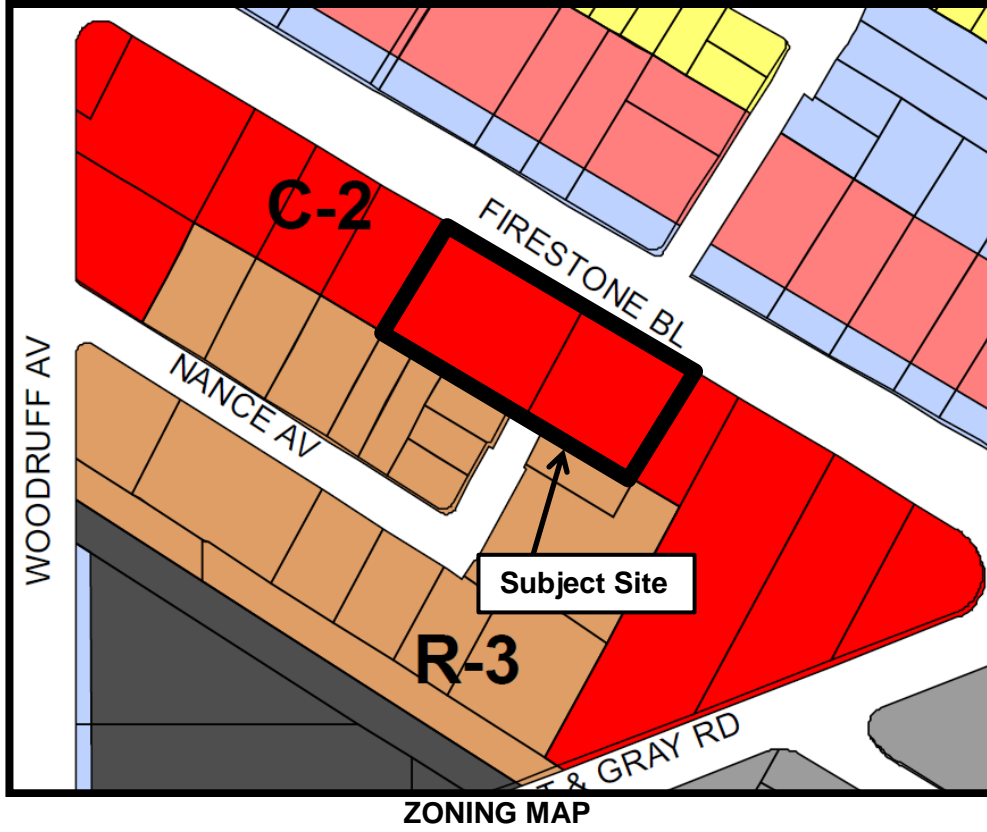 C-2
FIRESTONE BL
WOODRUFF AV
NANCE AV
Subject Site
R-3
T & GRAY RD
ZONING MAP